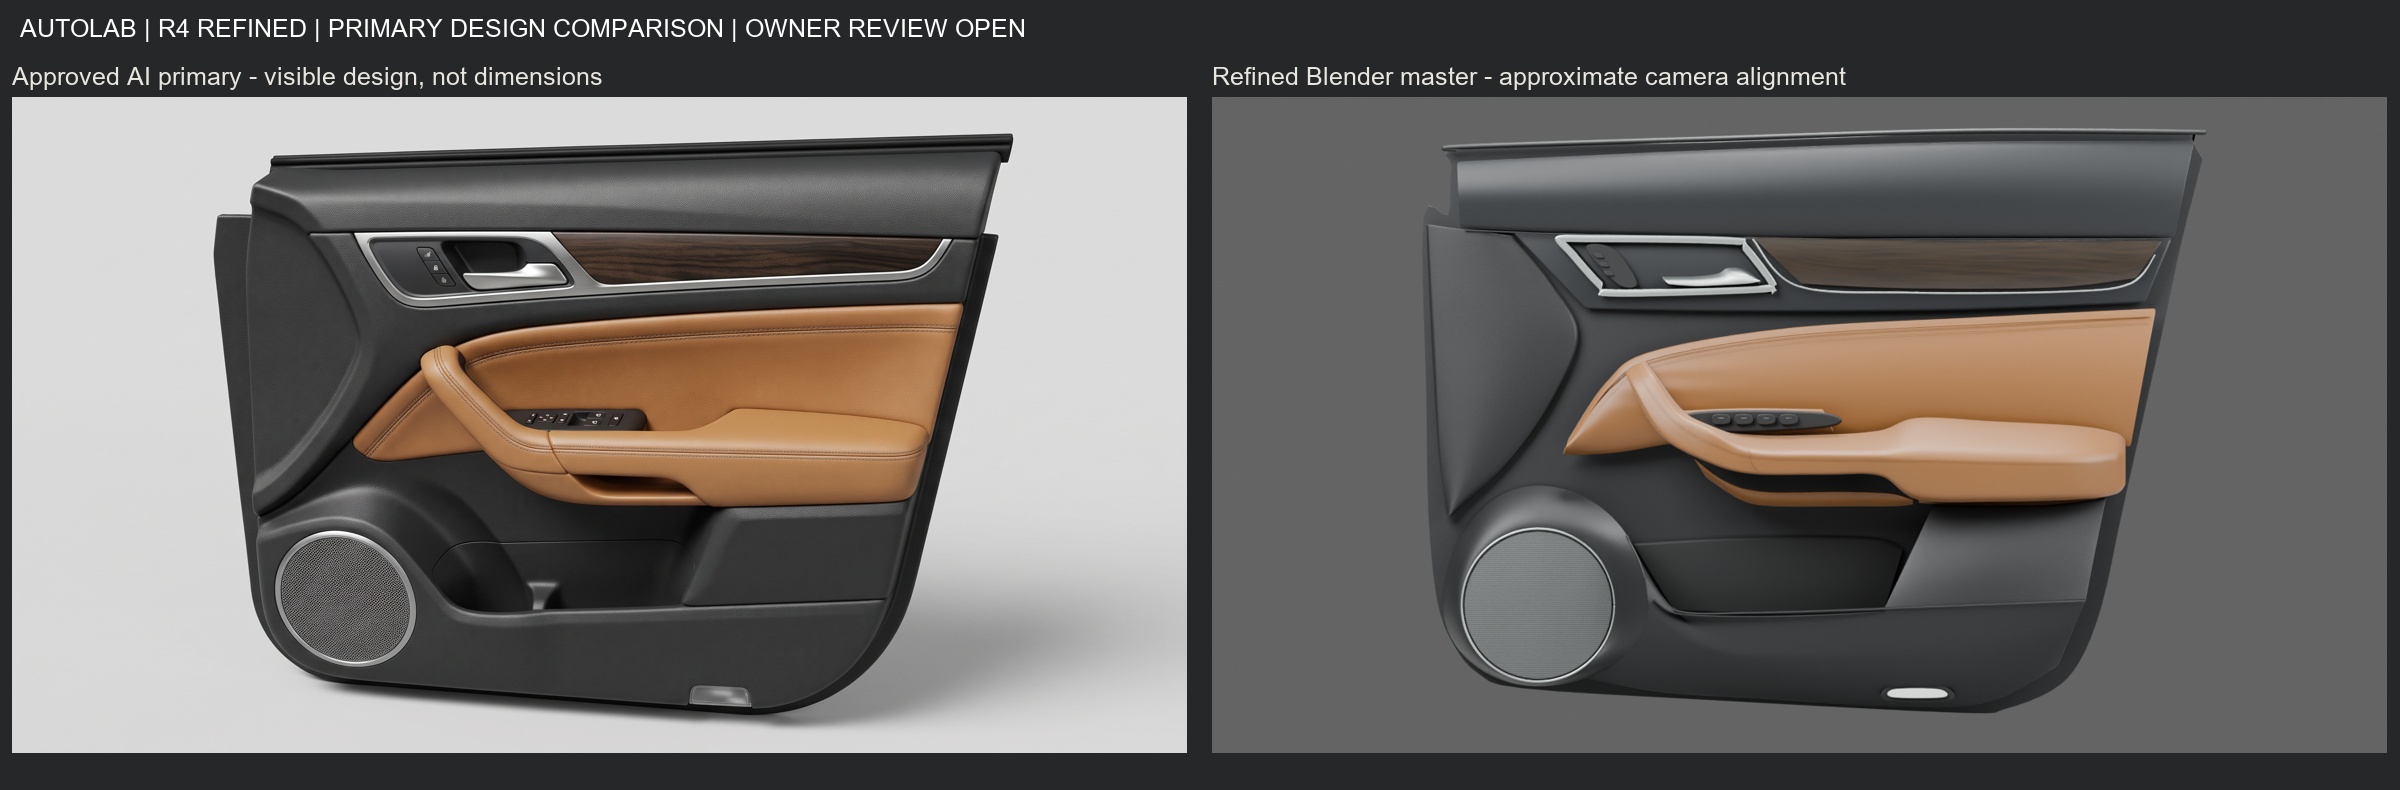 AUTOLAB | R4 REFINED | PRIMARY DESIGN COMPARISON | OWNER REVIEW OPEN
Approved AI primary - visible design, not dimensions
Refined Blender master - approximate camera alignment